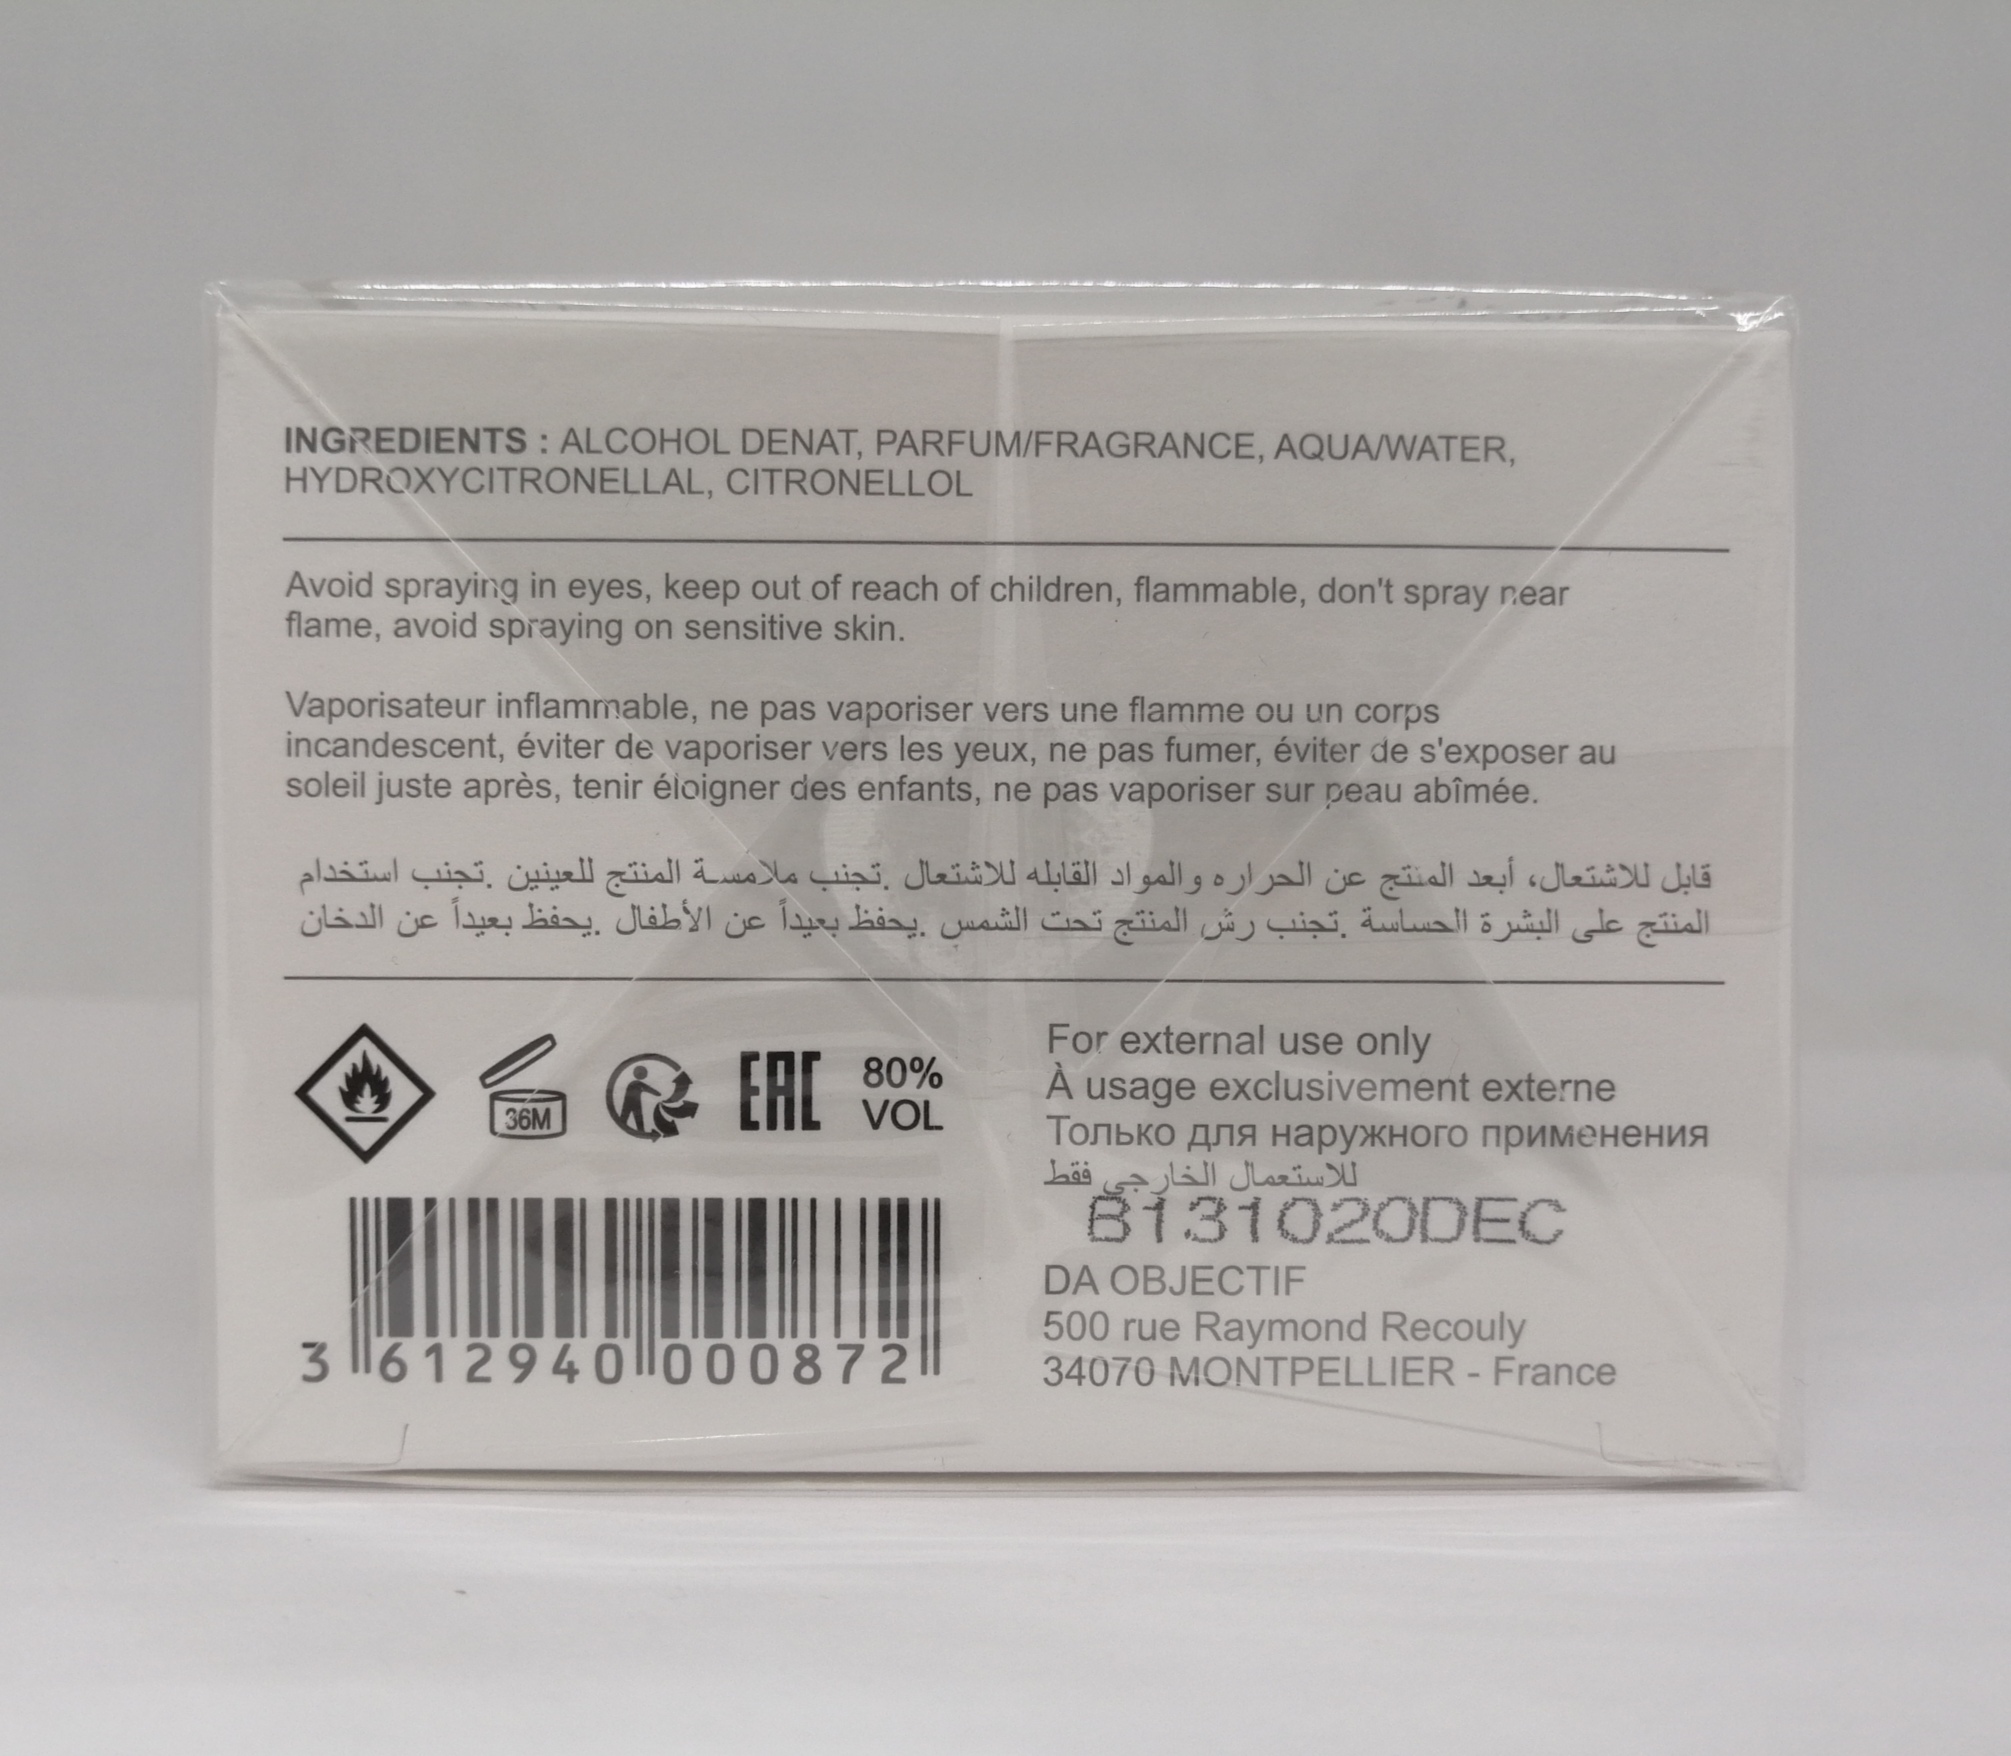 INGREDIENTS : ALCOHOL DENAT, PARFUM/FRAGRANCE, AQUA/WATER,
HYDROXYCITRONELLAL, CITRONELLOL
Avoid spraying in eyes, keep out of reach of children, flammable, don't spray near
flame, avoid spraying on sensitive skin.
Vaporisateur inflammable, ne pas vaporiser vers une flamme ou un corps
incandescent, éviter de vaporiser vers les yeux, ne pas fumer, éviter de s'exposer au
soleil juste après, tenir éloigner des enfants, ne pas vaporiser sur peau abîmée.
قابل للاشتعال، أبعد المنتج عن الحراره والمواد القابله للاشتعال .تجنب ملامسة المنتج للعينين .تجنب استخدام
المنتج على البشرة الحساسة .تجنب رش المنتج تحت الشمس .يحفظ بعيداً عن الأطفال .يحفظ بعيداً عن الدخان
36M
EAC
80%
VOL
3 612940 000872
For external use only
À usage exclusivement externe
Только для наружного применения
للاستعمال الخارجي فقط
B131020DEC
DA OBJECTIF
500 rue Raymond Recouly
34070 MONTPELLIER - France